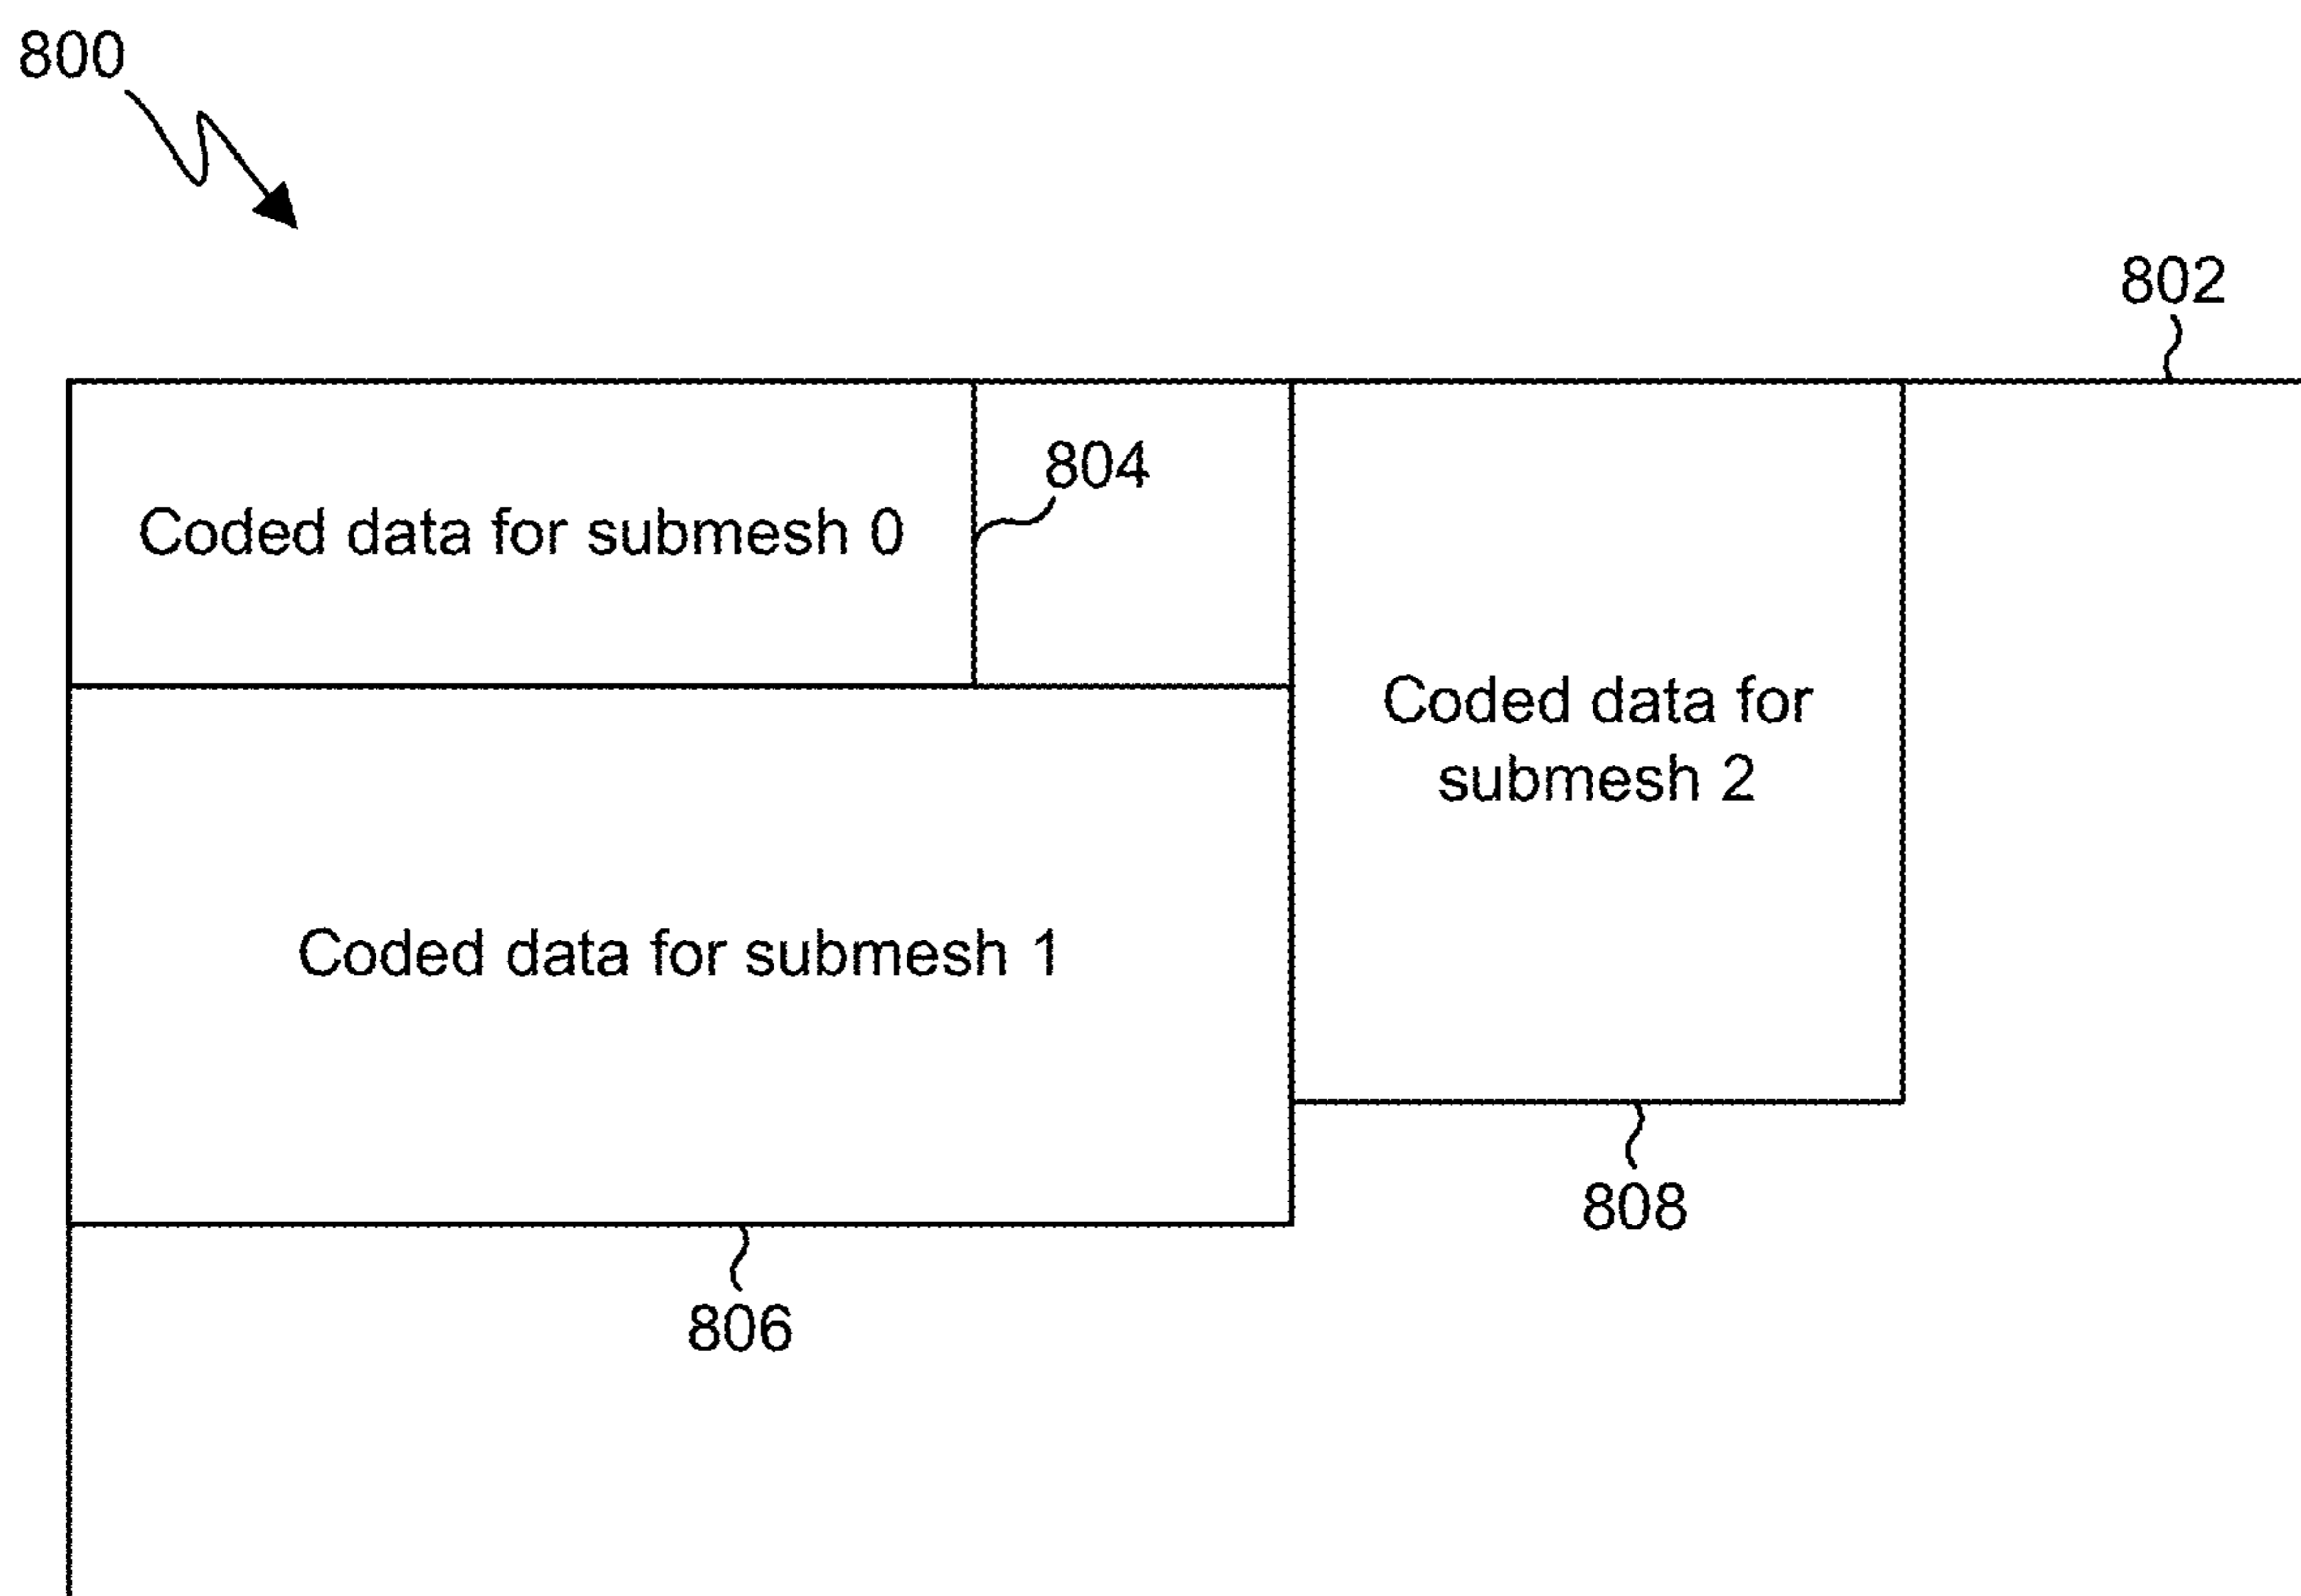 800
802
804
Coded data for submesh 0
Coded data for
submesh 2
Coded data for submesh 1
808
806